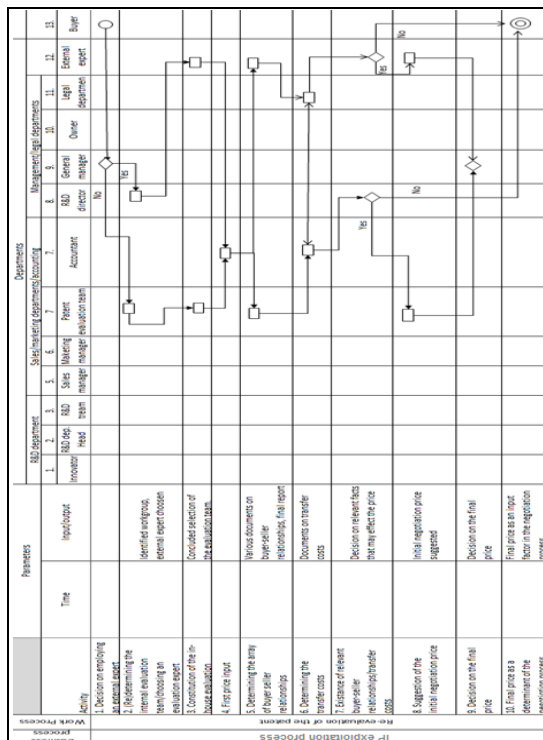 Parameters
Departments
R&D department
Sales/marketing departments/accounting
Management/legal departments
Activity
Time
Input/output
1.
Innovator
2.
R&D dep.
Head
3.
R&D
tream
5.
Sales
manager
6.
Maketing
manager
7
Patent
evaluation team
7.
Accountant
8.
R&D
director
9.
General
manager
10.
Owner
11.
Legal
departmen
12.
External
expert
13.
Buyer
Work Process
process
IP exploitation process
Re-evaluation of the patent
1. Decision on employing
an external expert
No
Yes
2. (Re)determining the
internal evaluation
team/choosing an
evaluation expert
Identified workgroup,
external expert choosen
3. Constitution of the in-
house evaluation
Concluded selection of
the evaluation team,
4. First price input
5. Determining the array
of buyer seller
relationships
Various documents on
buyer-seller
relationships, final report
6. Determining the
transfer costs
Documents on transfer
costs
7. Existance of relevant
buyer-seller
relationships/transfer
costs
Decision on relevant facts
that may effect the price
Yes
No
Yes
No
8. Suggestion of the
initial negotiation price
Initial negotiation price
suggested
9. Decision on the final
price
Decision on the final
price
10. Final price as a
determinant of the
negotiation process
Final price as an input
factor in the negotiation
process